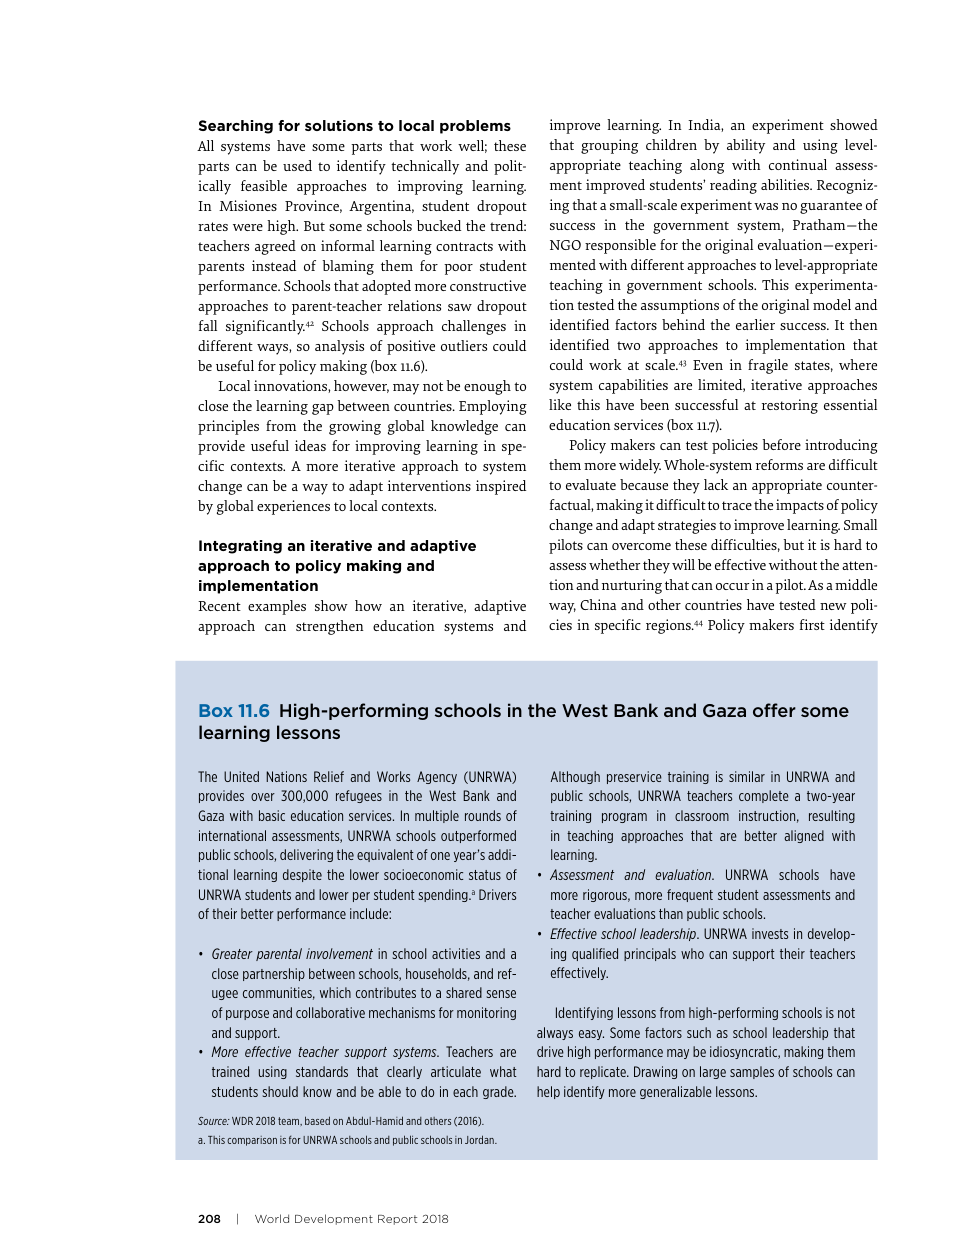 Searching for solutions to local problems
All systems have some parts that work well; these
parts can be used to identify technically and polit-
ically feasible approaches to improving learning.
In Misiones Province, Argentina, student dropout
rates were high. But some schools bucked the trend:
teachers agreed on informal learning contracts with
parents instead of blaming them for poor student
performance. Schools that adopted more constructive
approaches to parent-teacher relations saw dropout
fall significantly.42 Schools approach challenges in
different ways, so analysis of positive outliers could
be useful for policy making (box 11.6).
Local innovations, however, may not be enough to
close the learning gap between countries. Employing
principles from the growing global knowledge can
provide useful ideas for improving learning in spe-
cific contexts. A more iterative approach to system
change can be a way to adapt interventions inspired
by global experiences to local contexts.
Integrating an iterative and adaptive
approach to policy making and
implementation
Recent examples show how an iterative, adaptive
approach can strengthen education systems and
improve learning. In India, an experiment showed
that grouping children by ability and using level-
appropriate teaching along with continual assess-
ment improved students' reading abilities. Recogniz-
ing that a small-scale experiment was no guarantee of
success in the government system, Pratham—the
NGO responsible for the original evaluation—experi-
mented with different approaches to level-appropriate
teaching in government schools. This experimenta-
tion tested the assumptions of the original model and
identified factors behind the earlier success. It then
identified two approaches to implementation that
could work at scale.43 Even in fragile states, where
system capabilities are limited, iterative approaches
like this have been successful at restoring essential
education services (box 11.7).
Policy makers can test policies before introducing
them more widely. Whole-system reforms are difficult
to evaluate because they lack an appropriate counter-
factual, making it difficult to trace the impacts of policy
change and adapt strategies to improve learning. Small
pilots can overcome these difficulties, but it is hard to
assess whether they will be effective without the atten-
tion and nurturing that can occur in a pilot. As a middle
way, China and other countries have tested new poli-
cies in specific regions.44 Policy makers first identify
Box 11.6 High-performing schools in the West Bank and Gaza offer some
learning lessons
The United Nations Relief and Works Agency (UNRWA)
provides over 300,000 refugees in the West Bank and
Gaza with basic education services. In multiple rounds of
international assessments, UNRWA schools outperformed
public schools, delivering the equivalent of one year's addi-
tional learning despite the lower socioeconomic status of
UNRWA students and lower per student spending.a Drivers
of their better performance include:
• Greater parental involvement in school activities and a
close partnership between schools, households, and ref-
ugee communities, which contributes to a shared sense
of purpose and collaborative mechanisms for monitoring
and support.
• More effective teacher support systems. Teachers are
trained using standards that clearly articulate what
students should know and be able to do in each grade.
Although preservice training is similar in UNRWA and
public schools, UNRWA teachers complete a two-year
training program in classroom instruction, resulting
in teaching approaches that are better aligned with
learning.
• Assessment and evaluation. UNRWA schools have
more rigorous, more frequent student assessments and
teacher evaluations than public schools.
• Effective school leadership. UNRWA invests in develop-
ing qualified principals who can support their teachers
effectively.
Identifying lessons from high-performing schools is not
always easy. Some factors such as school leadership that
drive high performance may be idiosyncratic, making them
hard to replicate. Drawing on large samples of schools can
help identify more generalizable lessons.
Source: WDR 2018 team, based on Abdul-Hamid and others (2016).
a. This comparison is for UNRWA schools and public schools in Jordan.
208 | World Development Report 2018